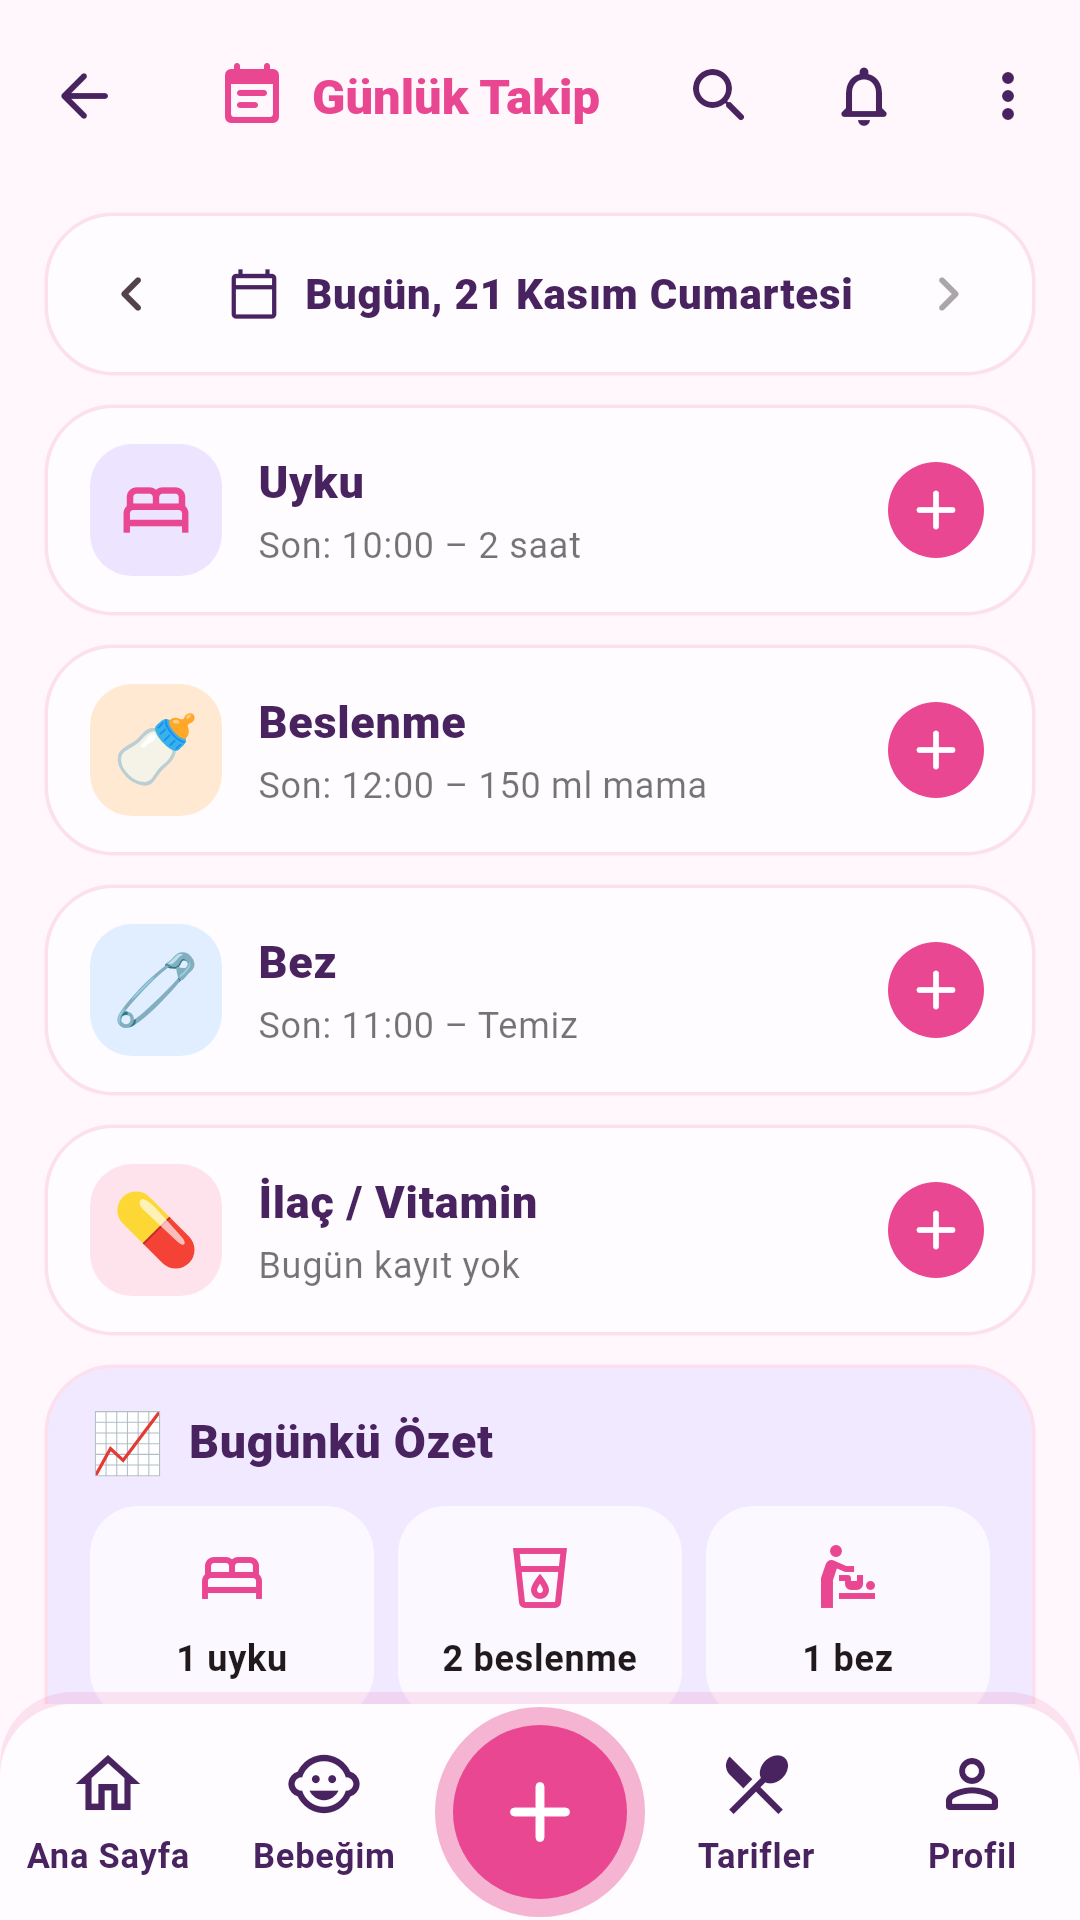 Günlük Takip
Bugün, 21 Kasım Cumartesi
Uyku
Son: 10:00 – 2 saat
Beslenme
Son: 12:00 – 150 ml mama
Bez
Son: 11:00 – Temiz
İlaç / Vitamin
Bugün kayıt yok
Bugünkü Özet
1 uyku
2 beslenme
1 bez
Ana Sayfa
Bebeğim
Tarifler
Profil